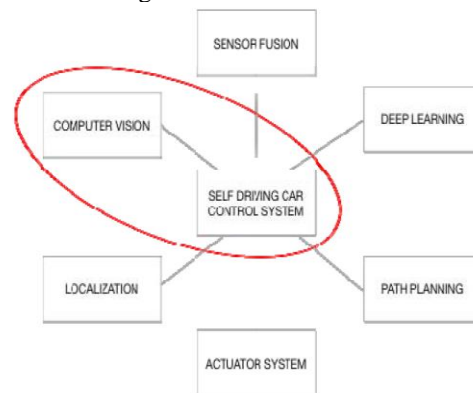 SENSOR FUSION
COMPUTER VISION
DEEP LEARNING
SELF DRIVING CAR
CONTROL SYSTEM
LOCALIZATION
PATH PLANNING
ACTUATOR SYSTEM